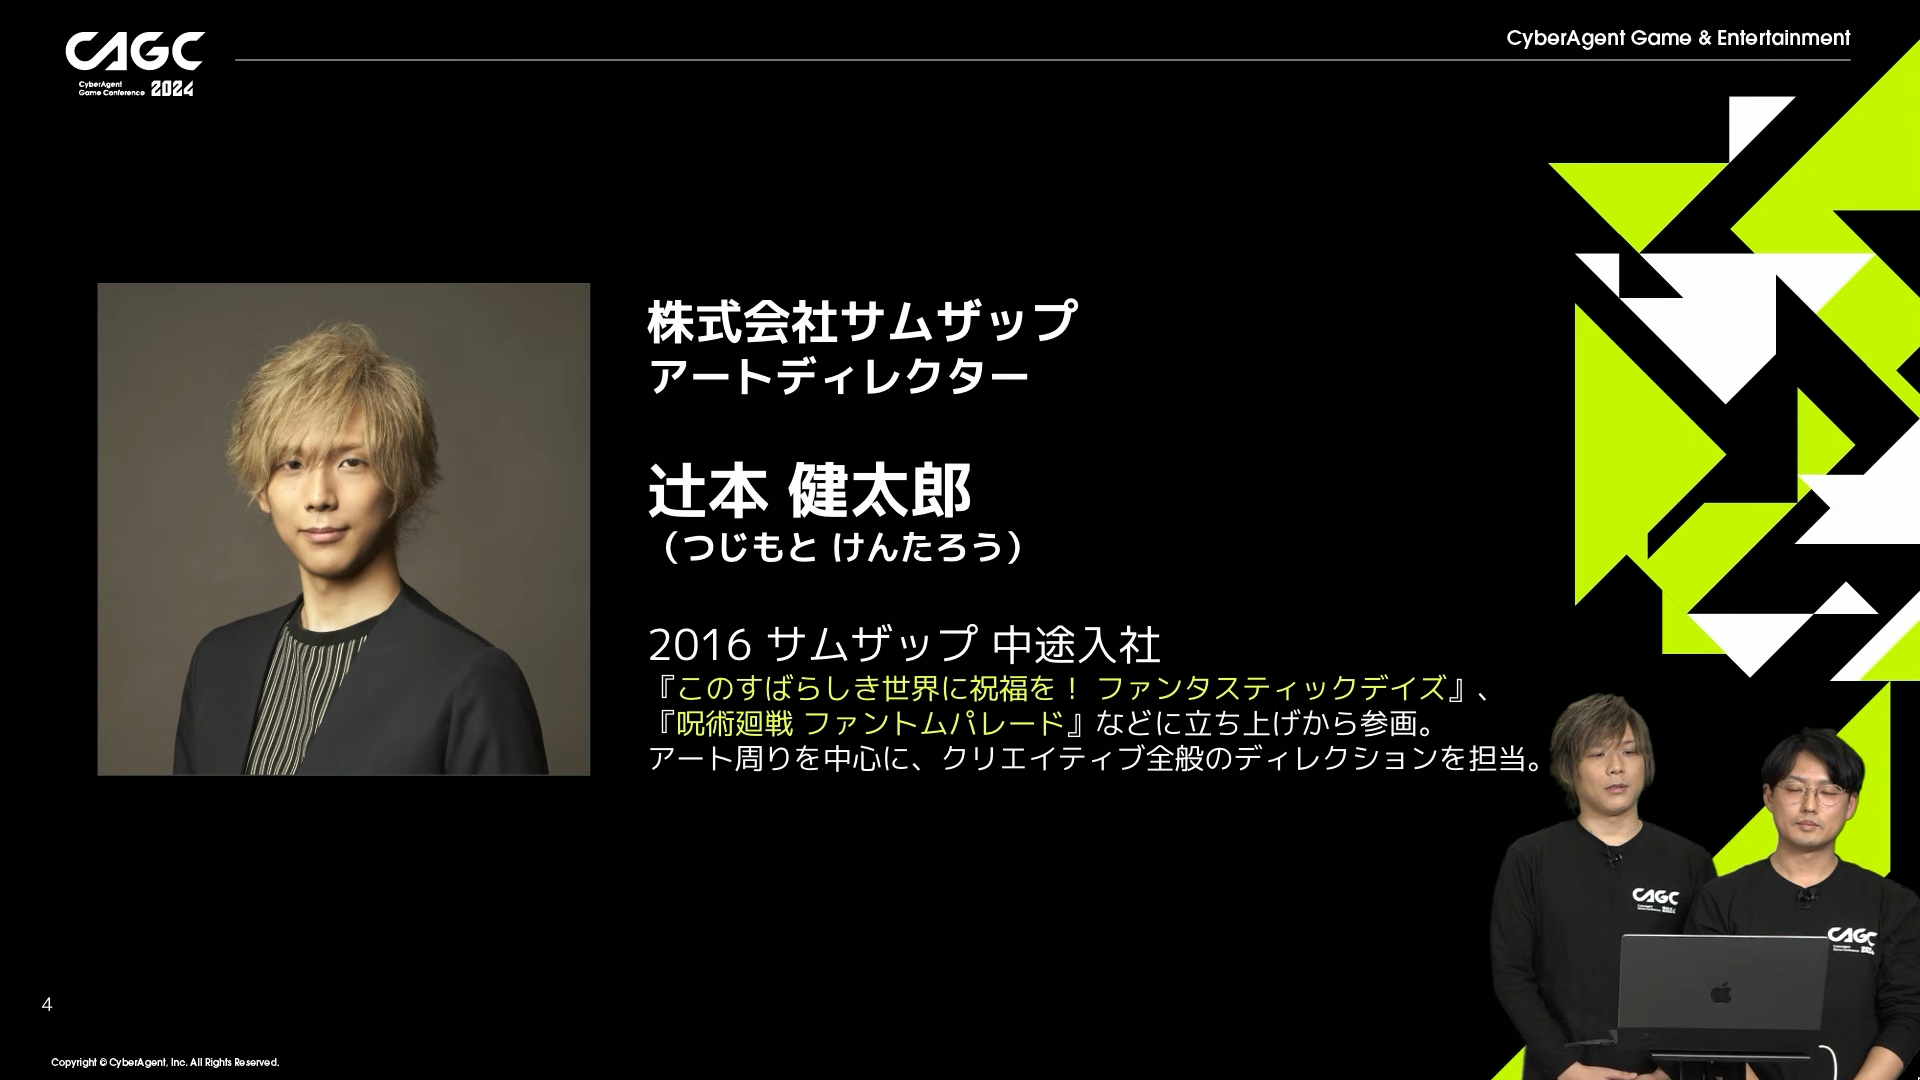 CAGC
CyberAgent
Game Conference 2024
CyberAgent Game & Entertainment
株式会社サムザップ
アートディレクター
辻本 健太郎
（つじもと けんたろう）
2016 サムザップ 中途入社
『このすばらしき世界に祝福を！ ファンタスティックデイズ』、
『呪術廻戦 ファントムパレード』などに立ち上げから参画。
アート周りを中心に、クリエイティブ全般のディレクションを担当。
CAGC
CAGC
4
Copyright © CyberAgent, Inc. All Rights Reserved.